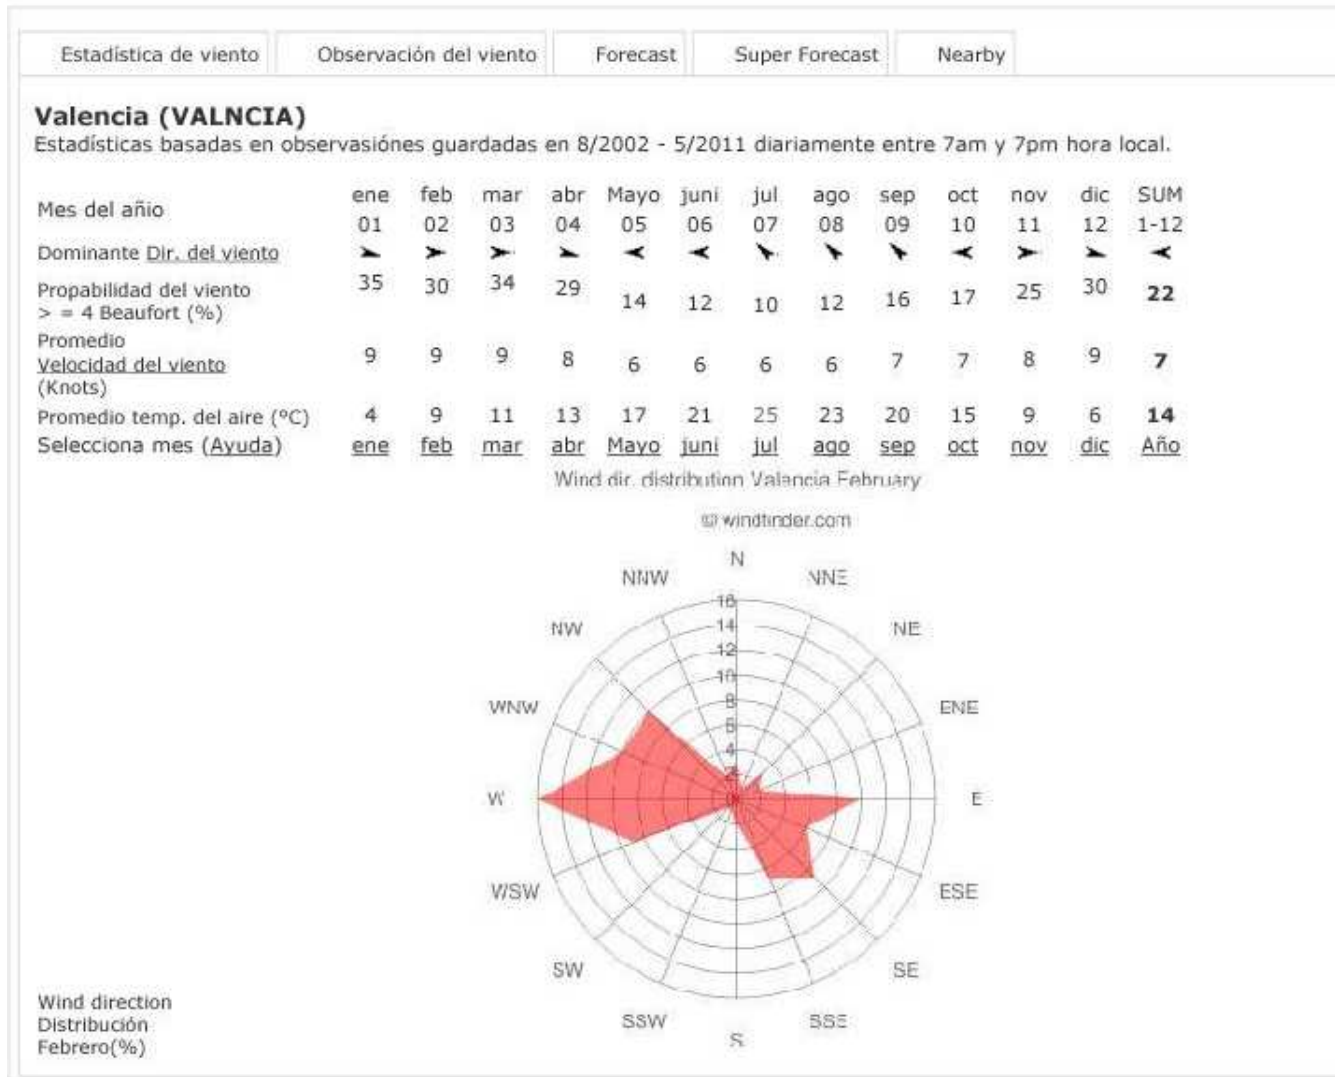 Estadística de viento Observación del viento Forecast Super Forecast Nearby
Valencia (VALNCIA)
Estadísticas basadas en observasiónes guardadas en 8/2002 - 5/2011 diariamente entre 7am y 7pm hora local.
Mes del añio ene feb mar abr Mayo juni jul ago sep oct nov dic SUM
01 02 03 04 05 06 07 08 09 10 11 12 1-12
Dominante Dir. del viento
Propabilidad del viento
> = 4 Beaufort (%) 35 30 34 29 14 12 10 12 16 17 25 30 22
Promedio
Velocidad del viento 9 9 9 8 6 6 6 6 7 7 8 9 7
(Knots)
Promedio temp. del aire (°C) 4 9 11 13 17 21 25 23 20 15 9 6 14
Selecciona mes (Ayuda) ene feb mar abr Mayo juni jul ago sep oct nov dic Año
Wind dir. distribution Valencia February
© windfinder.com
N
NNW NNE
NW NE
16
14
12
10
8
6
4
2
0
WNW ENE
W E
WSW ESE
SW SE
SSW SSE
S
Wind direction
Distribución
Febrero(%)